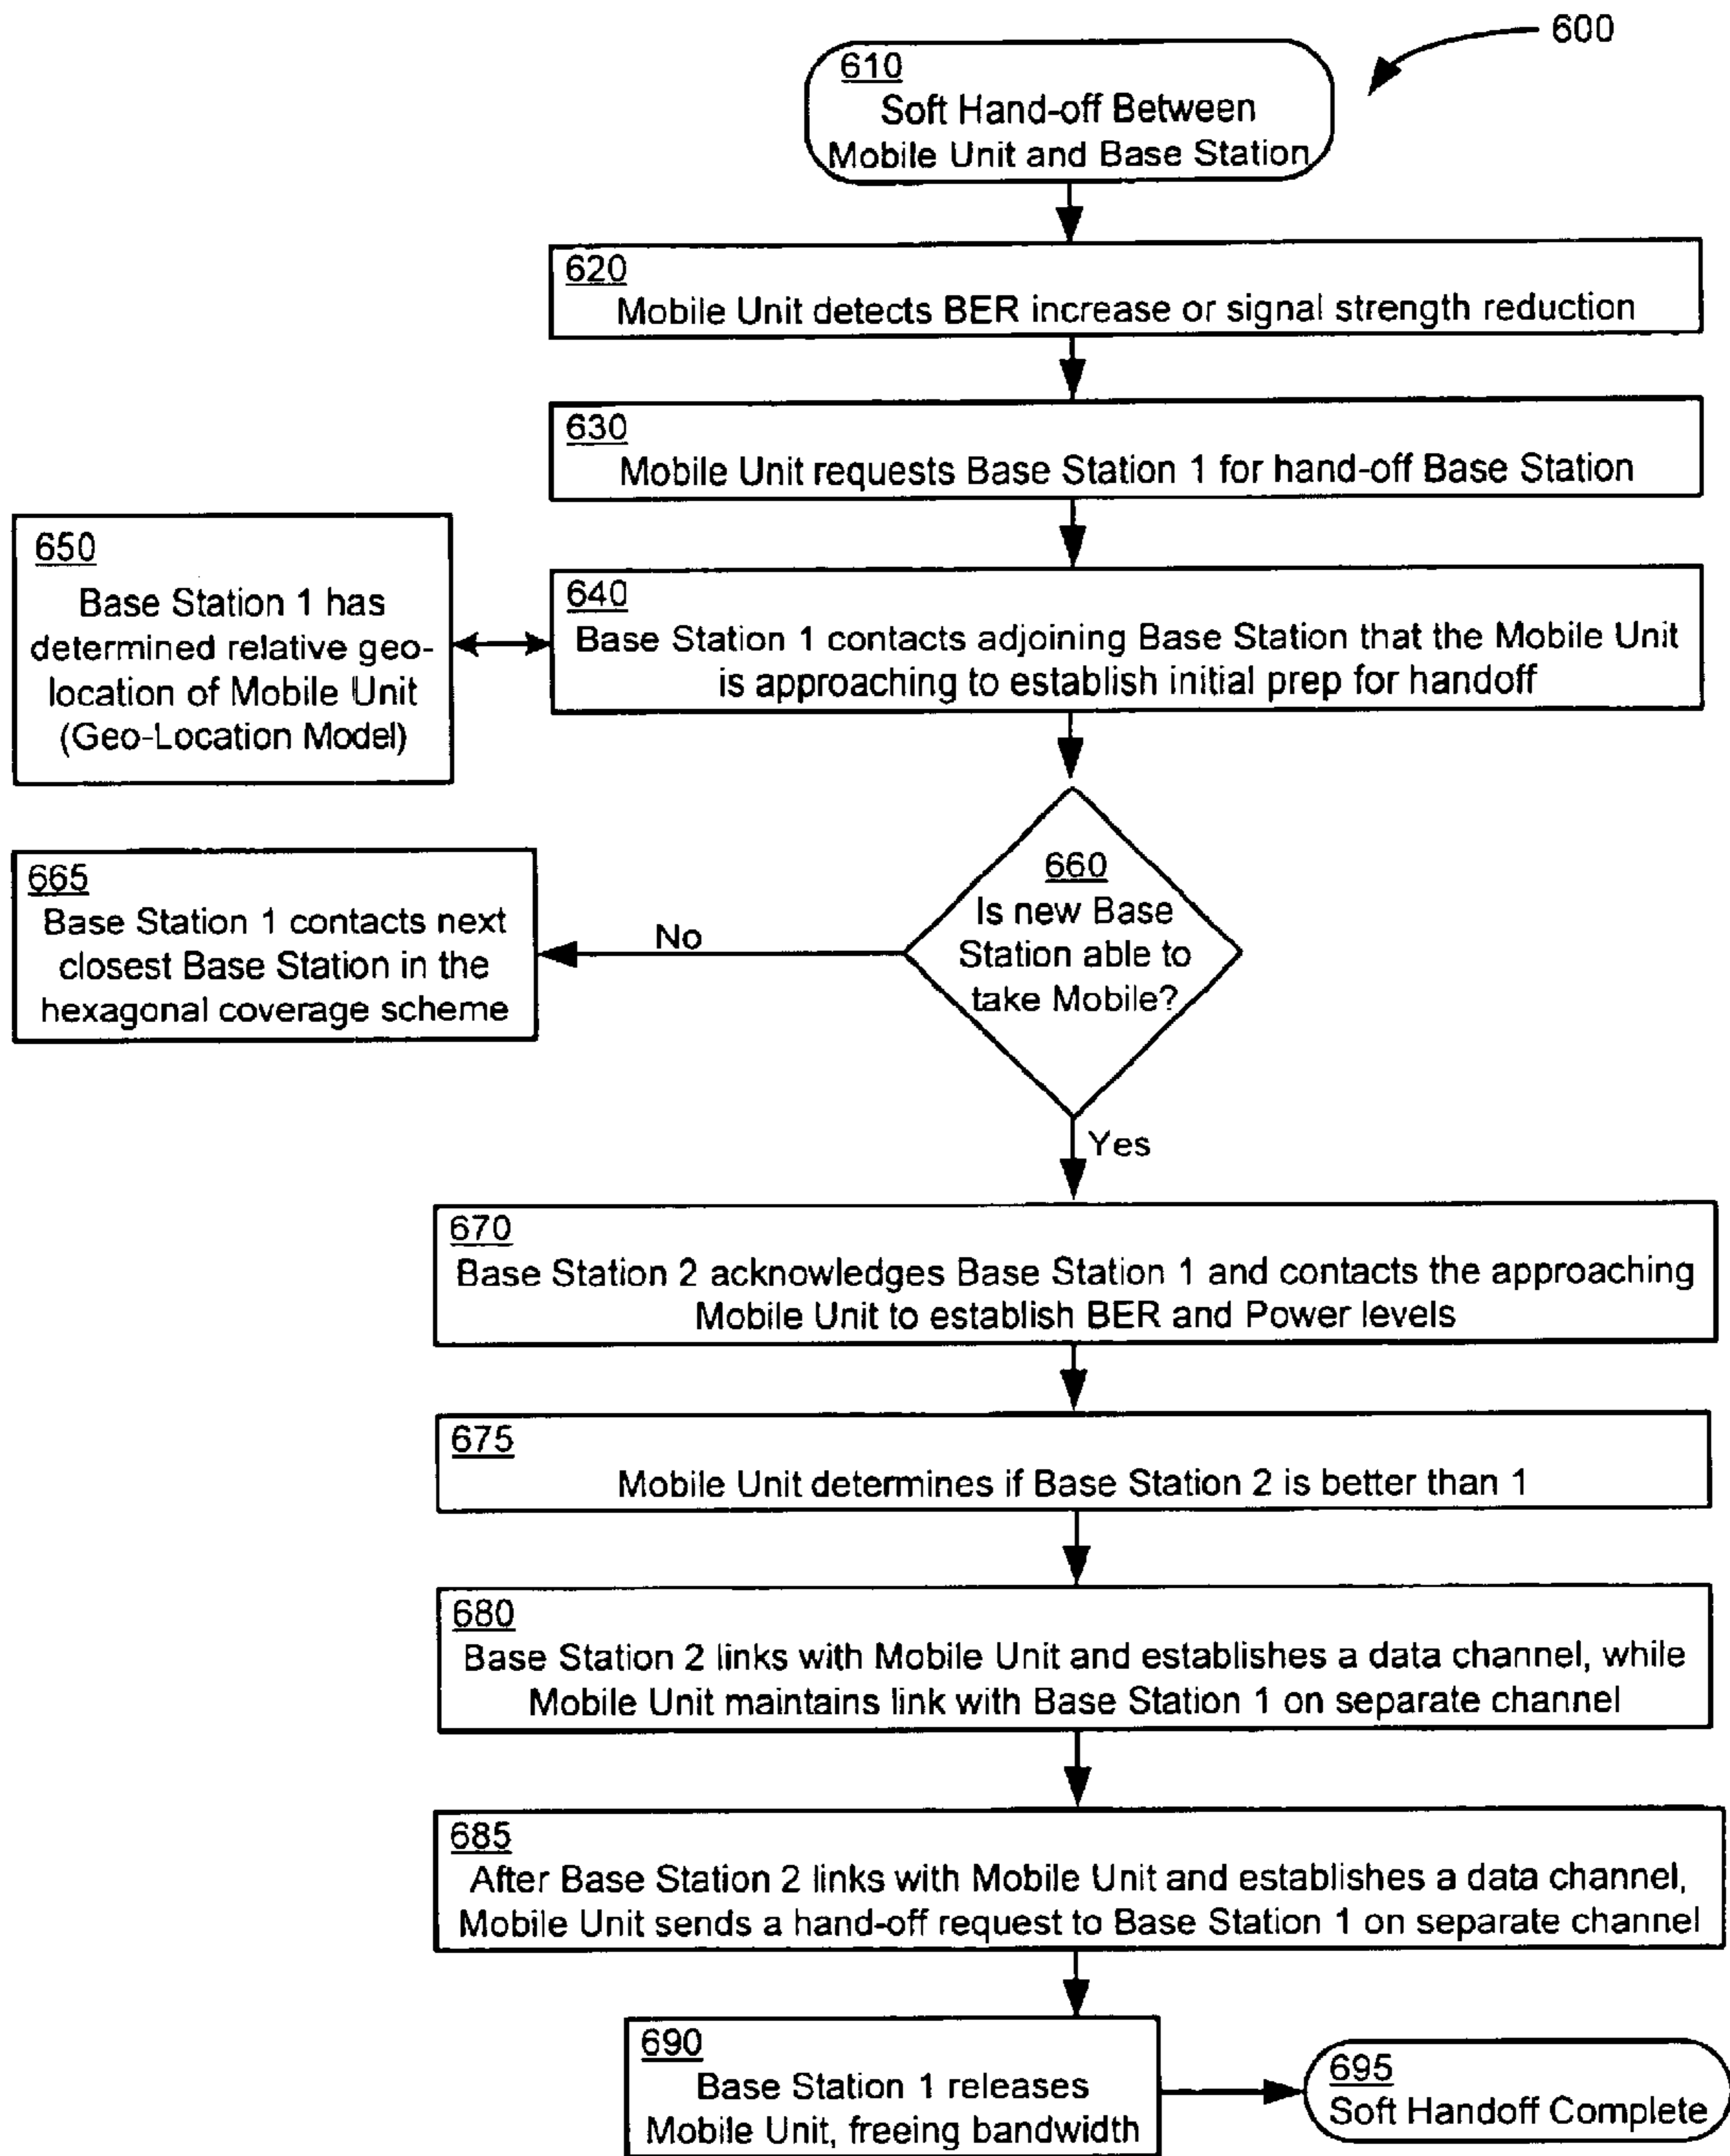 600
610
Soft Hand-off Between
Mobile Unit and Base Station
620
Mobile Unit detects BER increase or signal strength reduction
630
Mobile Unit requests Base Station 1 for hand-off Base Station
650
Base Station 1 has
determined relative geo-
location of Mobile Unit
(Geo-Location Model)
640
Base Station 1 contacts adjoining Base Station that the Mobile Unit
is approaching to establish initial prep for handoff
660
Is new Base
Station able to
take Mobile?
No
665
Base Station 1 contacts next
closest Base Station in the
hexagonal coverage scheme
Yes
670
Base Station 2 acknowledges Base Station 1 and contacts the approaching
Mobile Unit to establish BER and Power levels
675
Mobile Unit determines if Base Station 2 is better than 1
680
Base Station 2 links with Mobile Unit and establishes a data channel, while
Mobile Unit maintains link with Base Station 1 on separate channel
685
After Base Station 2 links with Mobile Unit and establishes a data channel,
Mobile Unit sends a hand-off request to Base Station 1 on separate channel
690
Base Station 1 releases
Mobile Unit, freeing bandwidth
695
Soft Handoff Complete